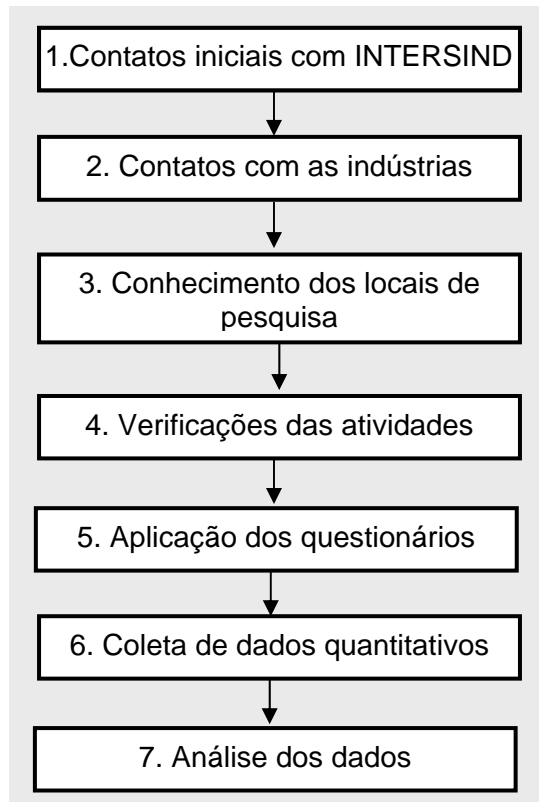 1.Contatos iniciais com INTERSIND
2. Contatos com as indústrias
3. Conhecimento dos locais de
pesquisa
4. Verificações das atividades
5. Aplicação dos questionários
6. Coleta de dados quantitativos
7. Análise dos dados